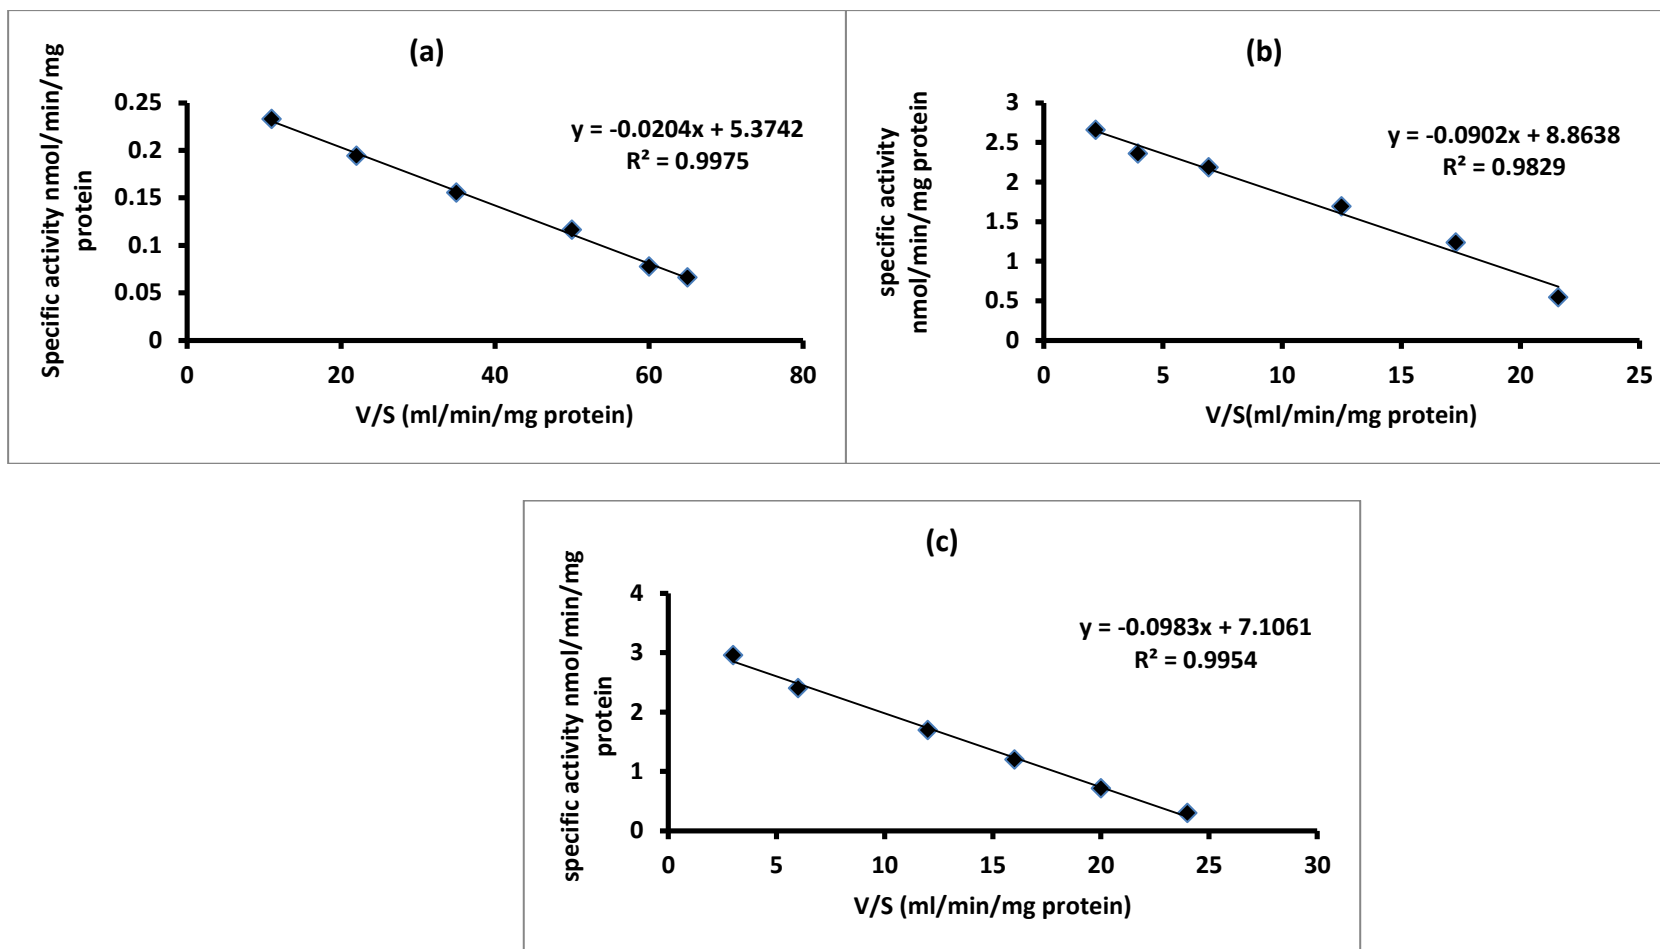 (a)
Specific activity nmol/min/mg
protein
0.25
0.2
0.15
0.1
0.05
0
y = -0.0204x + 5.3742
R² = 0.9975
0 20 40 60 80
V/S (ml/min/mg protein)
(b)
specific activity
nmol/min/mg protein
3
2.5
2
1.5
1
0.5
0
y = -0.0902x + 8.8638
R² = 0.9829
0 5 10 15 20 25
V/S(ml/min/mg protein)
(c)
specific activity nmol/min/mg
protein
4
3
2
1
0
y = -0.0983x + 7.1061
R² = 0.9954
0 5 10 15 20 25 30
V/S (ml/min/mg protein)